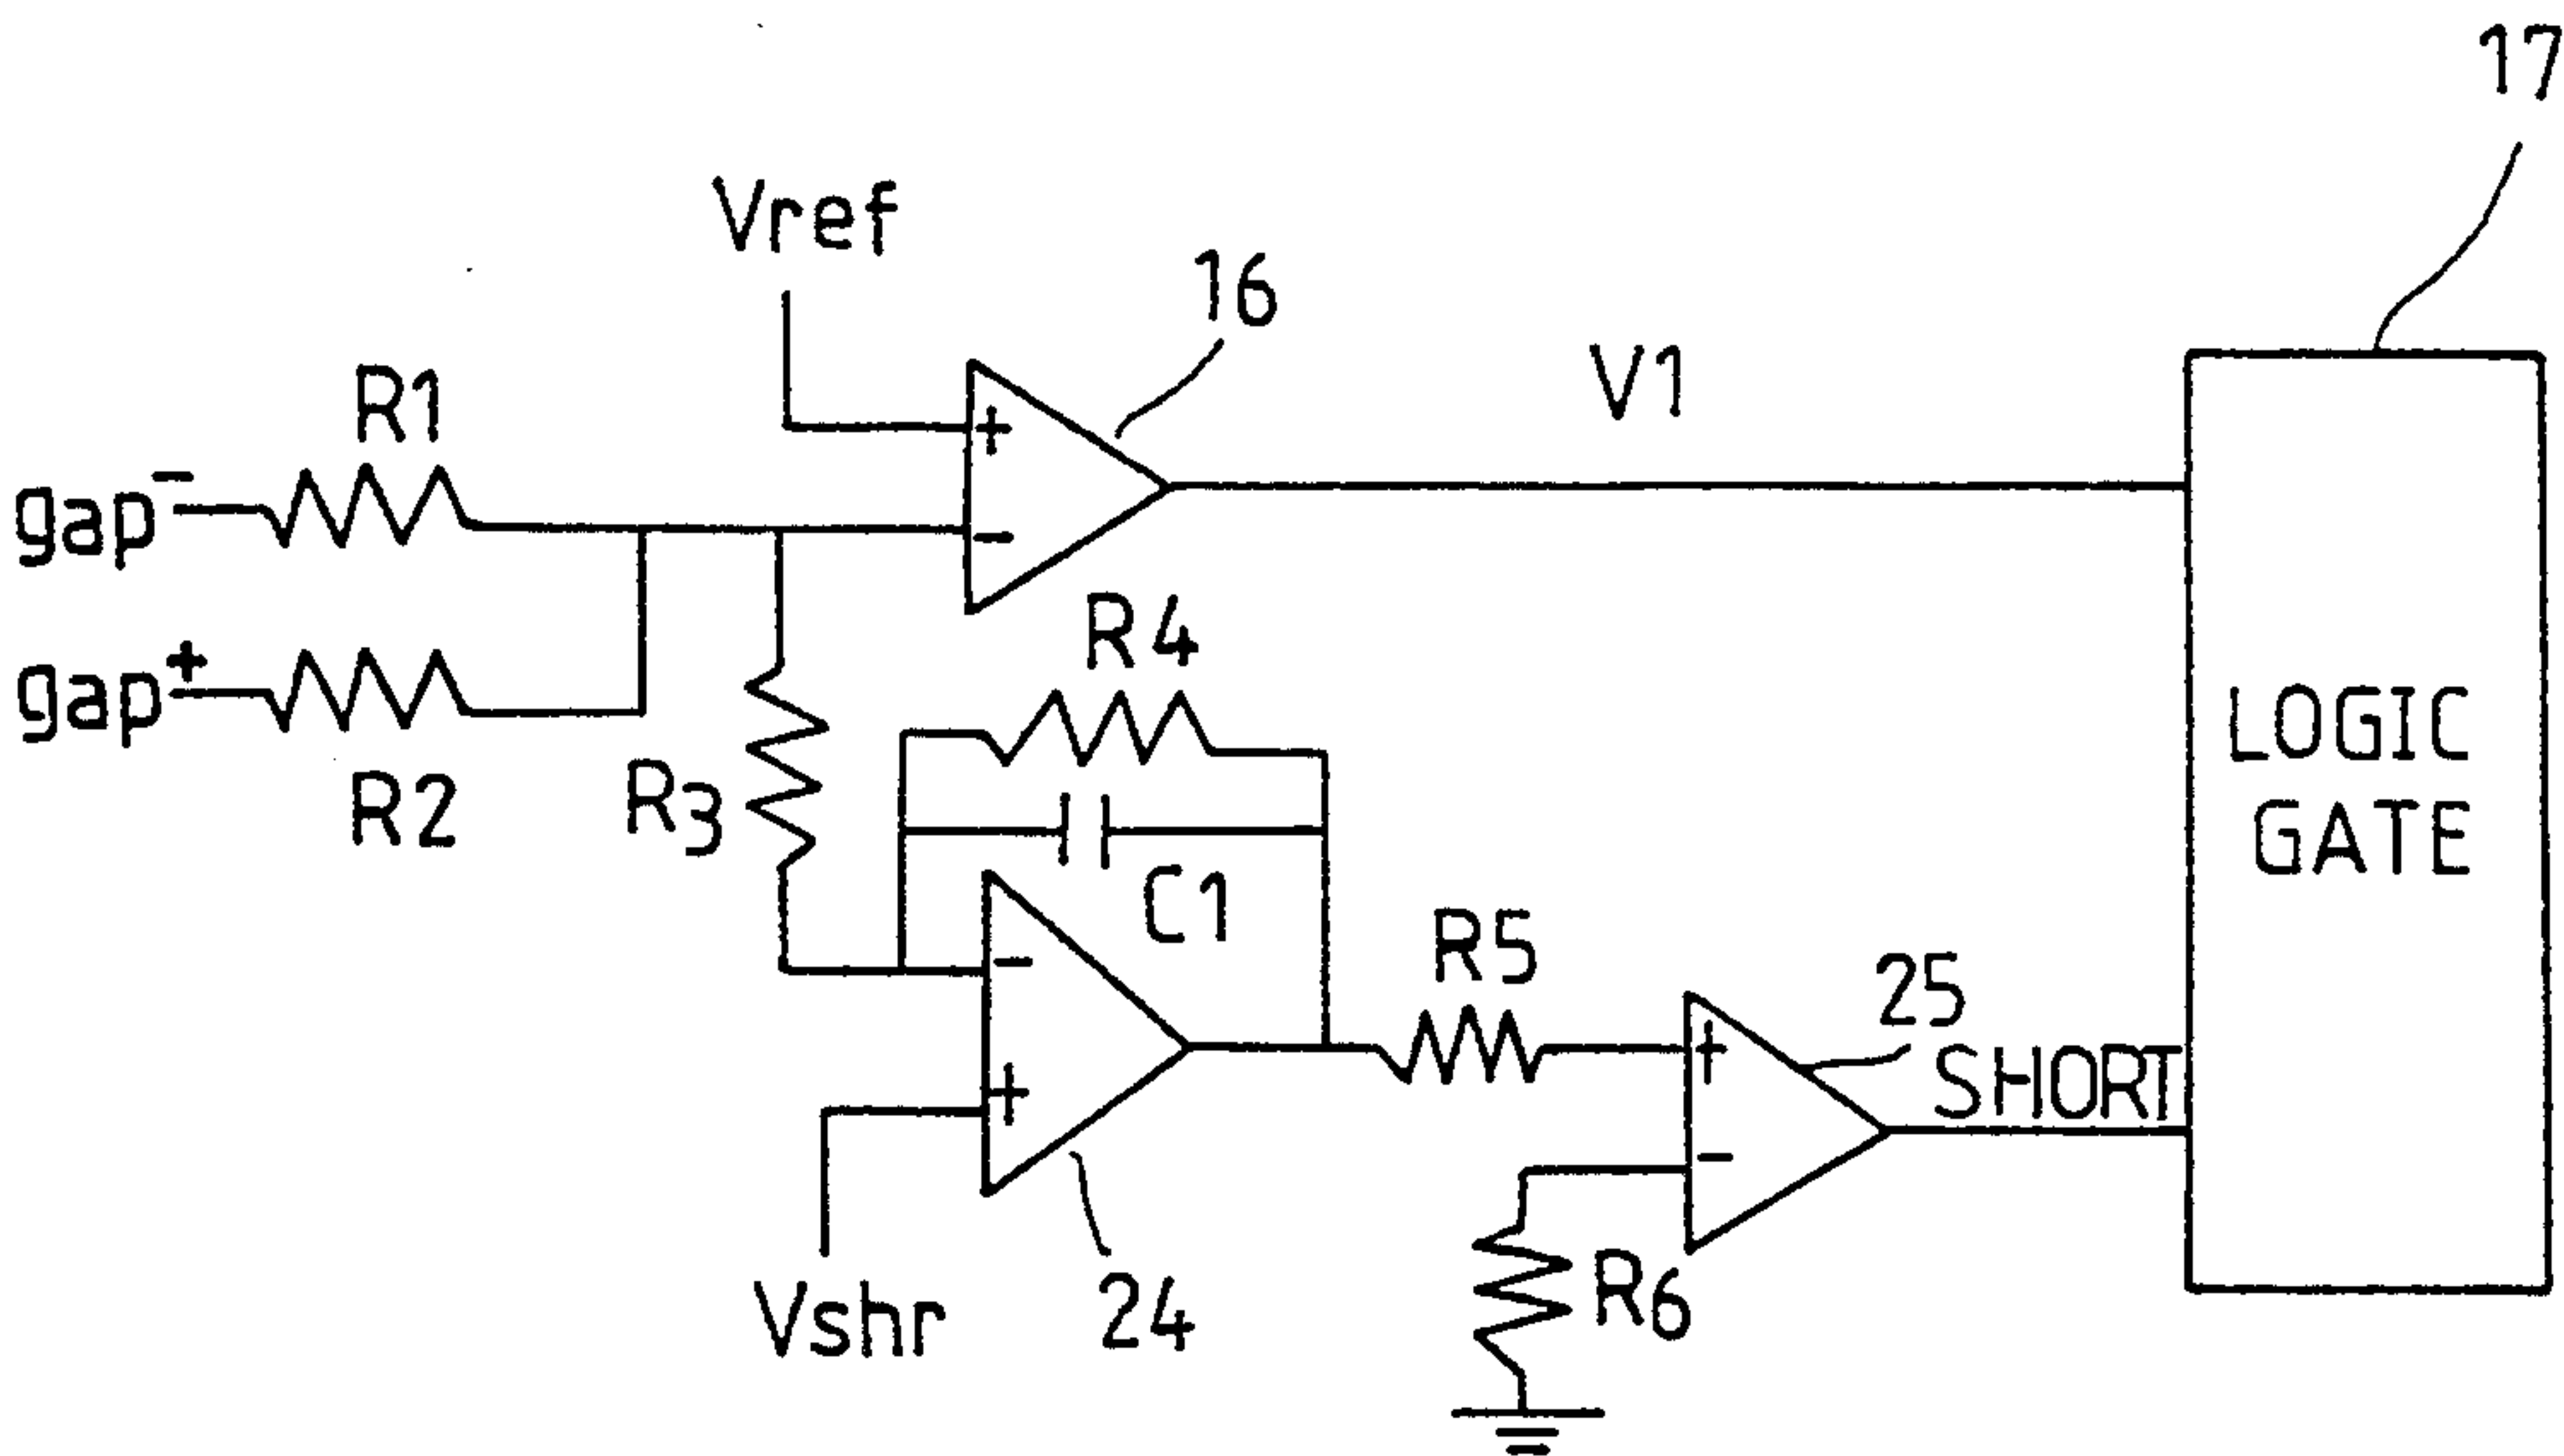 17
Vref
16
V1
R1
gap−
gap+
R2
R3
R4
C1
LOGIC
GATE
R5
25
SHORT
Vshr
24
R6
+
−
−
+
+
−